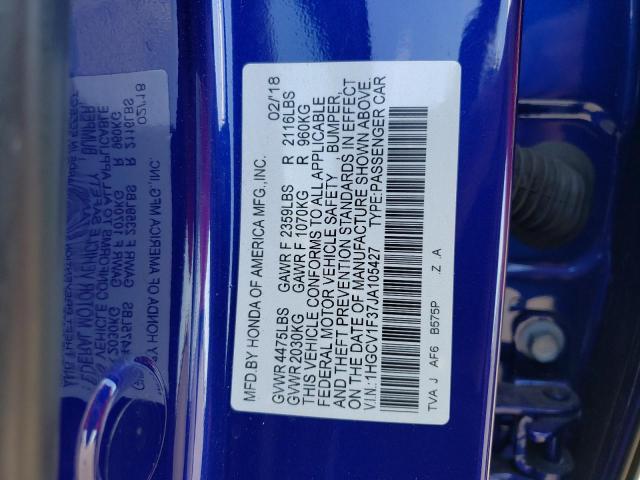 MFD.BY HONDA OF AMERICA MFG.,INC. 02/18
GVWR 4475LBS GAWR F 2359LBS R 2116LBS
GVWR 2030KG GAWR F 1070KG R 960KG
THIS VEHICLE CONFORMS TO ALL APPLICABLE
FEDERAL MOTOR VEHICLE SAFETY BUMPER,
AND THEFT PREVENTION STANDARDS IN EFFECT
ON THE DATE OF MANUFACTURE SHOWN ABOVE.
V.I.N.:1HGCV1F37JA105427 TYPE:PASSENGER CAR
TVA J AF6 B575P Z .A